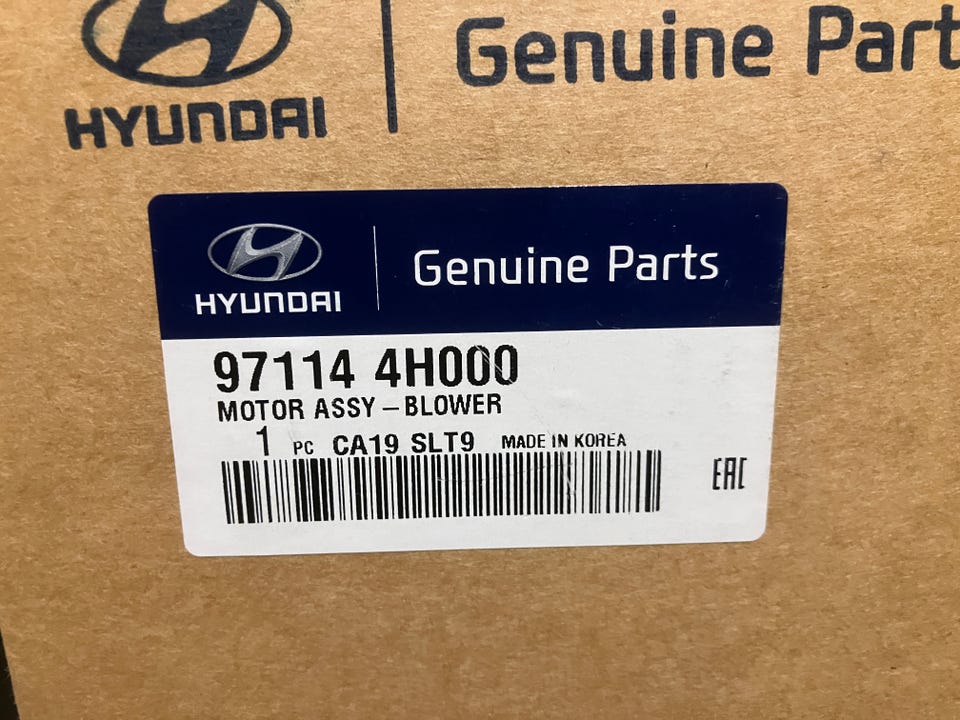 HYUNDAI
Genuine Part
HYUNDAI
Genuine Parts
97114 4H000
MOTOR ASSY – BLOWER
1 PC CA19 SLT9 MADE IN KOREA
EAC